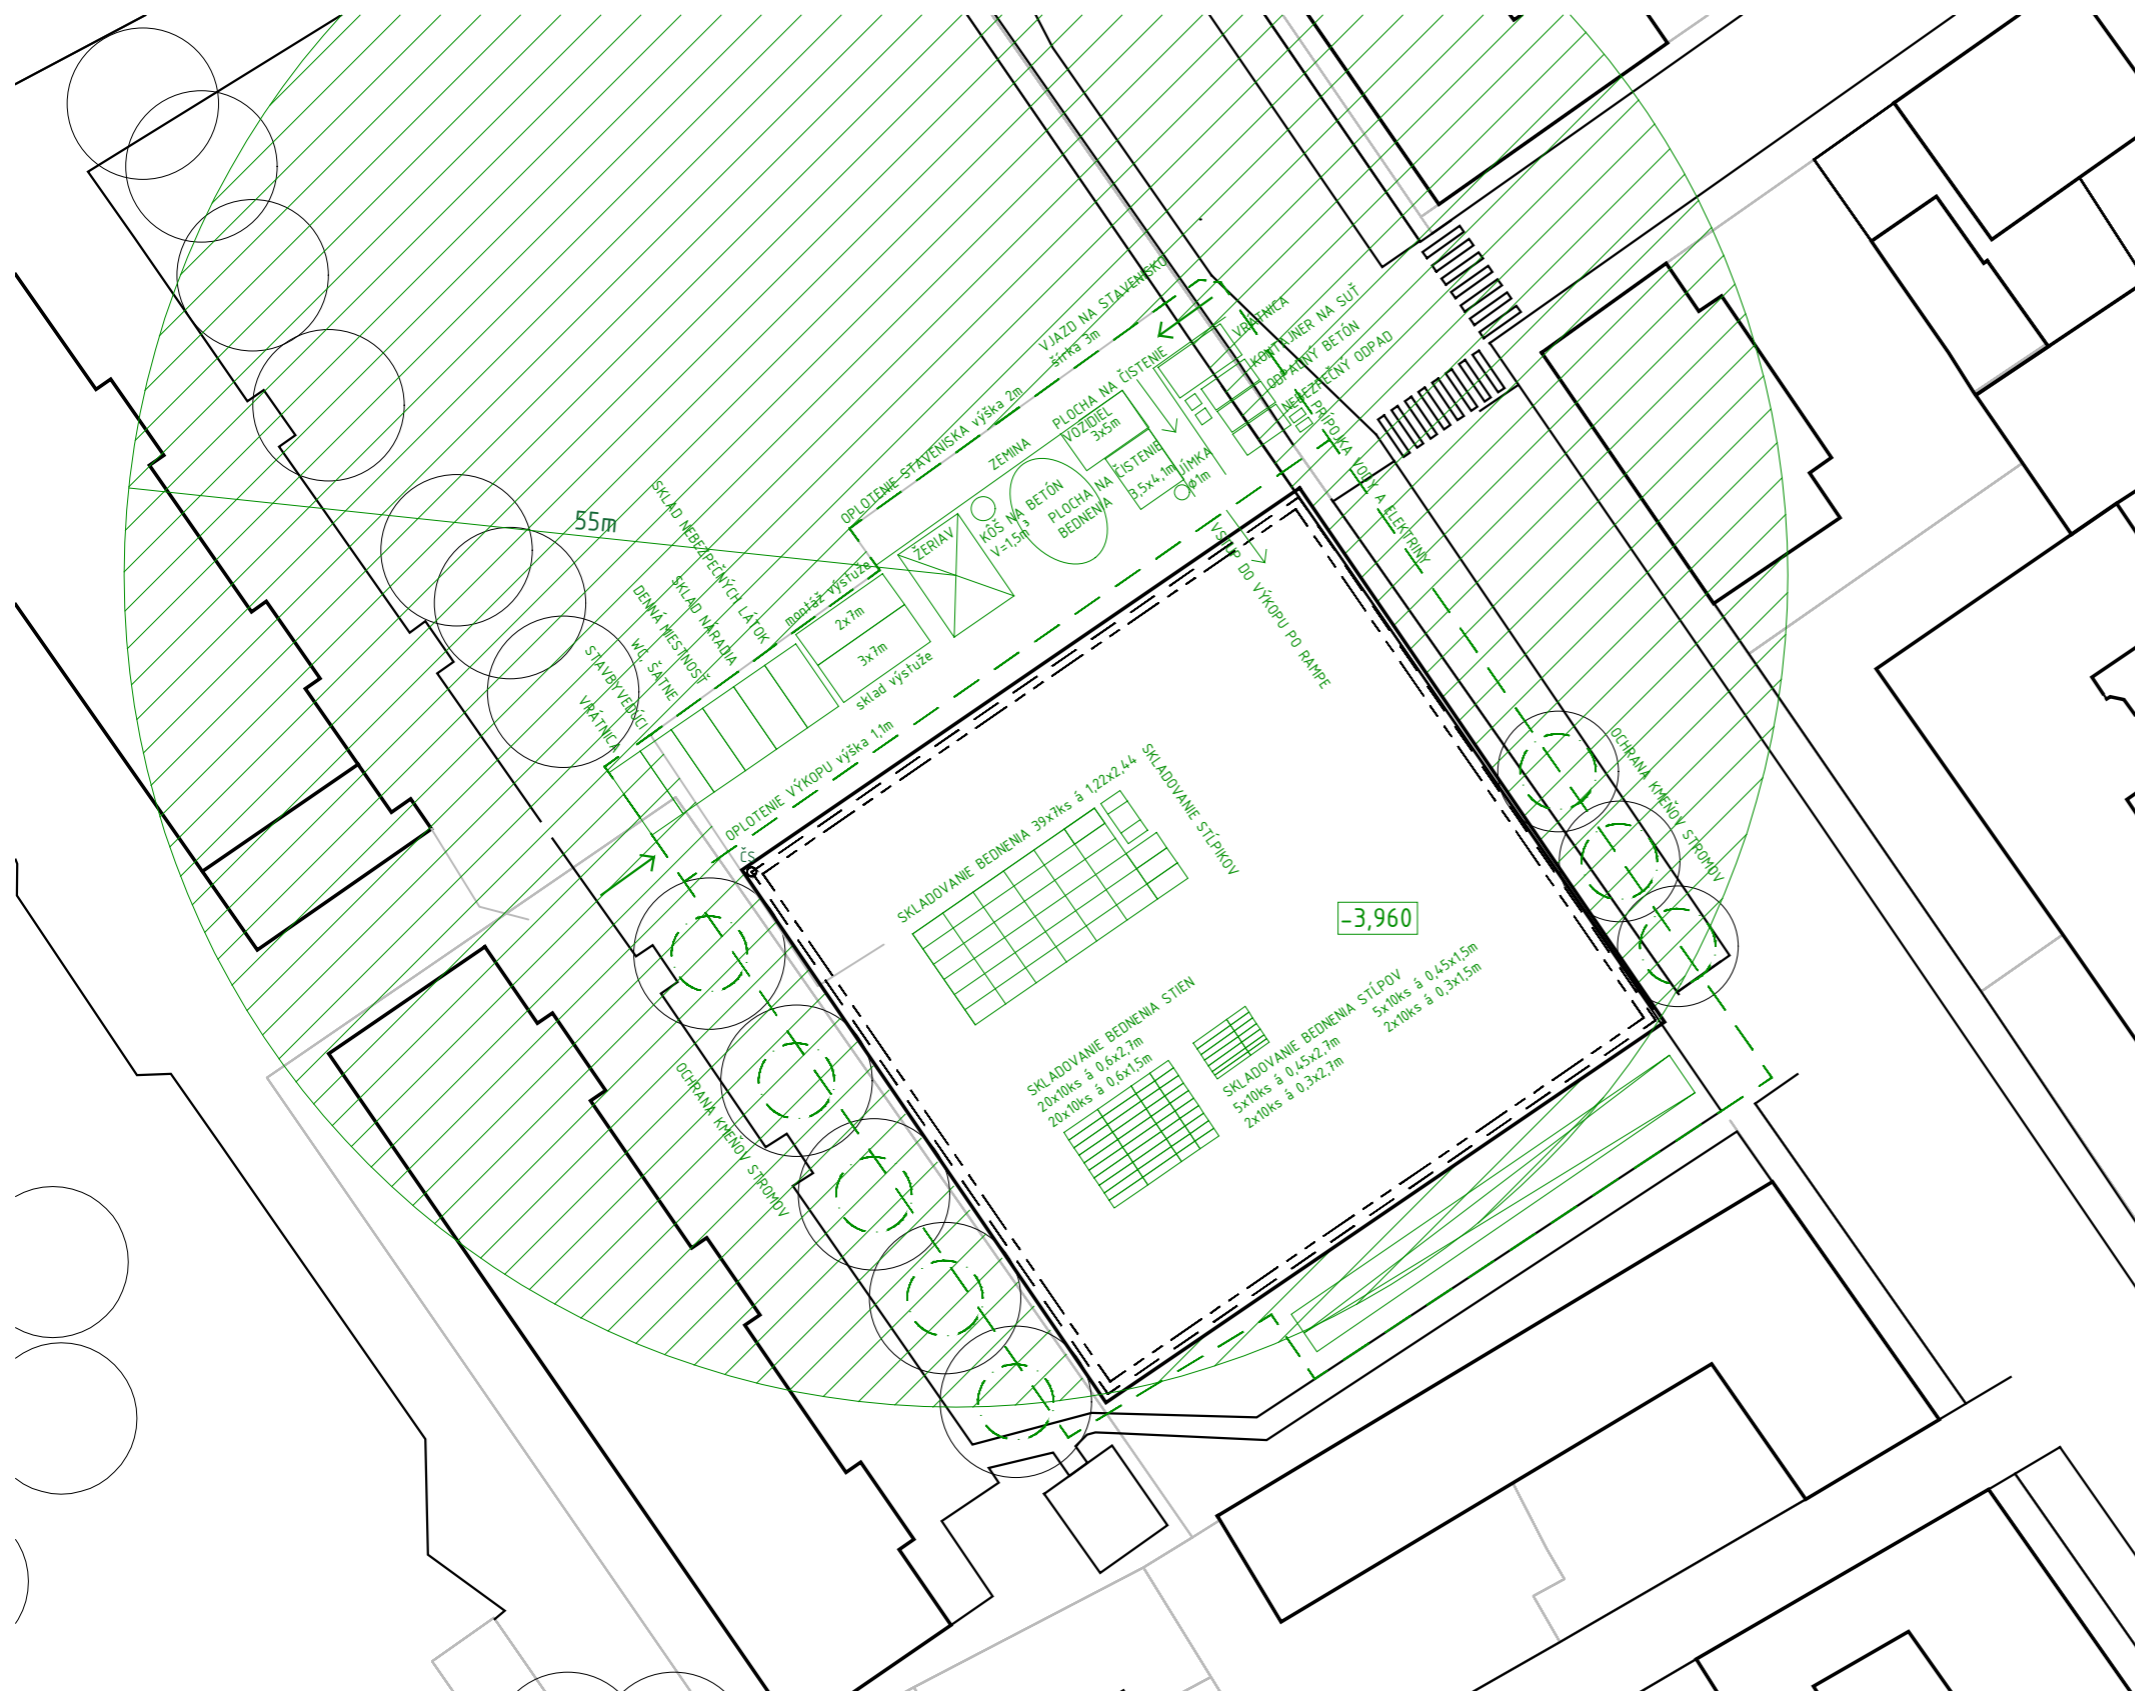 VJAZD NA STAVENISKO
šírka 3m
VRÁTNICA
KONTAJNER NA SUŤ
ODPADNÝ BETÓN
NEBEZPEČNÝ ODPAD
PRÍPOJKA VODY A ELEKTRINY
PLOCHA NA ČISTENIE
VOZIDIEL
3x5m
OPLOTENIE STAVENISKA výška 2m
ZEMINA
PLOCHA NA ČISTENIE
BEDNENIA
3,5x4,1m
JÍMKA
ø1m
KÔŠ NA BETÓN
V=1,5m³
ŽERIAV
55m
SKLAD NEBEZPEČNÝCH LÁTOK
SKLAD NÁRADIA
DENNÁ MIESTNOSŤ
WC, ŠATNE
STAVBYVEDÚCI
VRÁTNICA
montáž výstuže
2x7m
3x7m
sklad výstuže
VSTUP DO VÝKOPU PO RAMPE
OPLOTENIE VÝKOPU výška 1,1m
ČS
SKLADOVANIE BEDNENIA 39x7ks á 1,22x2,44
SKLADOVANIE STĹPIKOV
OCHRANA KMEŇOV STROMOV
-3,960
SKLADOVANIE BEDNENIA STIEN
20x10ks á 0,6x2,7m
20x10ks á 0,6x1,5m
SKLADOVANIE BEDNENIA STĹPOV
5x10ks á 0,45x2,7m
2x10ks á 0,3x2,7m
5x10ks á 0,45x1,5m
2x10ks á 0,3x1,5m
OCHRANA KMEŇOV STROMOV